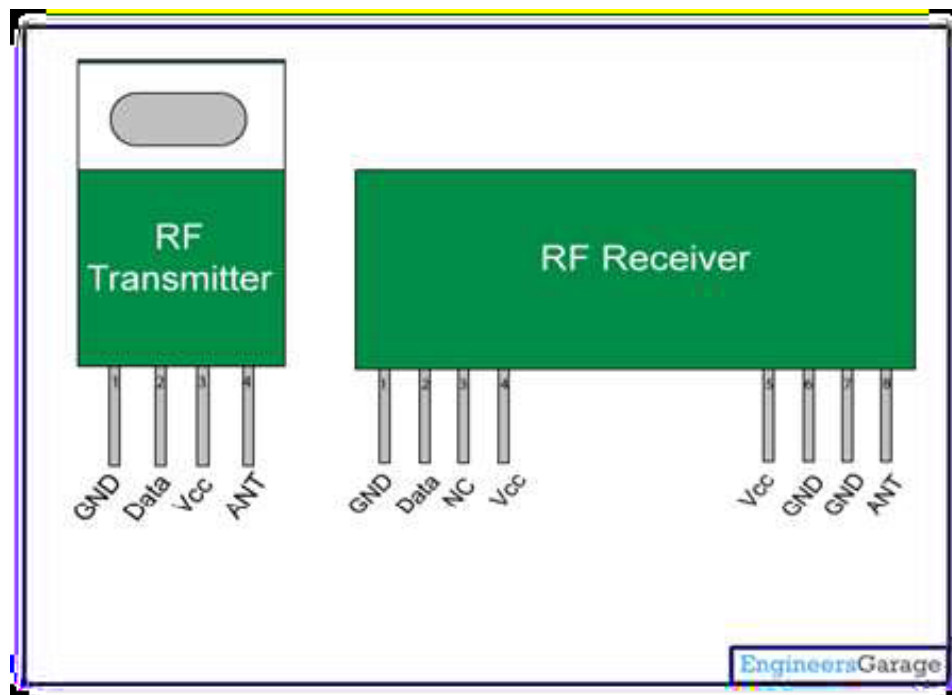 RF
Transmitter
RF Receiver
1 2 3 4
GND Data Vcc ANT
1 2 3 4 5 6 7 8
GND Data NC Vcc Vcc GND GND ANT
EngineersGarage